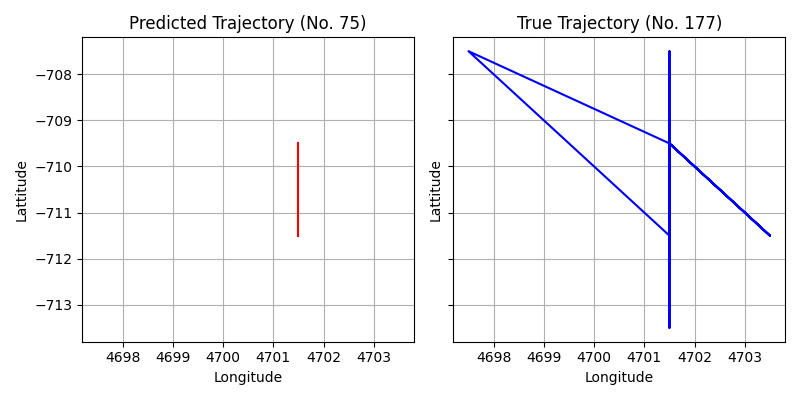 Predicted Trajectory (No. 75)
True Trajectory (No. 177)
Lattitude
−708
−709
−710
−711
−712
−713
4698 4699 4700 4701 4702 4703
Longitude
Lattitude
4698 4699 4700 4701 4702 4703
Longitude